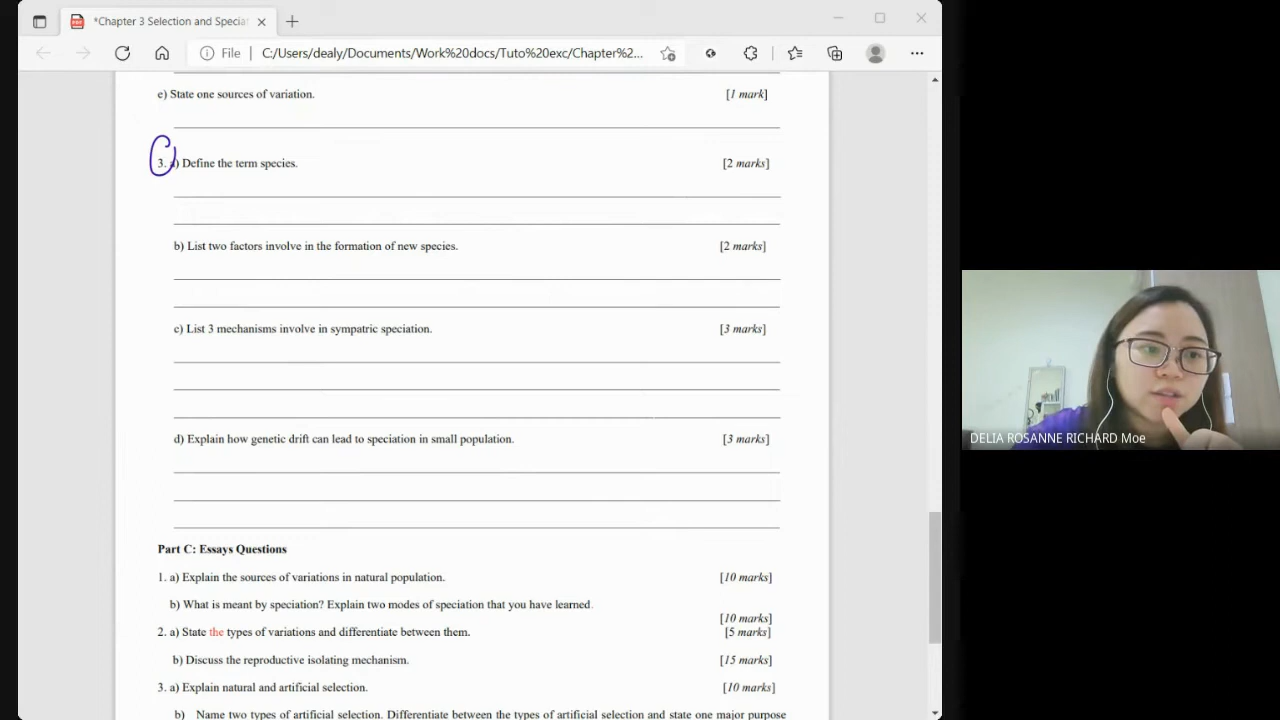 *Chapter 3 Selection and Specia
File
C:/Users/dealy/Documents/Work%20docs/Tuto%20exc/Chapter%2...
e) State one sources of variation. [1 mark]
3. a) Define the term species. [2 marks]
b) List two factors involve in the formation of new species. [2 marks]
c) List 3 mechanisms involve in sympatric speciation. [3 marks]
d) Explain how genetic drift can lead to speciation in small population. [3 marks]
Part C: Essays Questions
1. a) Explain the sources of variations in natural population. [10 marks]
b) What is meant by speciation? Explain two modes of speciation that you have learned.
[10 marks]
2. a) State the types of variations and differentiate between them. [5 marks]
b) Discuss the reproductive isolating mechanism. [15 marks]
3. a) Explain natural and artificial selection. [10 marks]
b) Name two types of artificial selection. Differentiate between the types of artificial selection and state one major purpose
DELIA ROSANNE RICHARD Moe